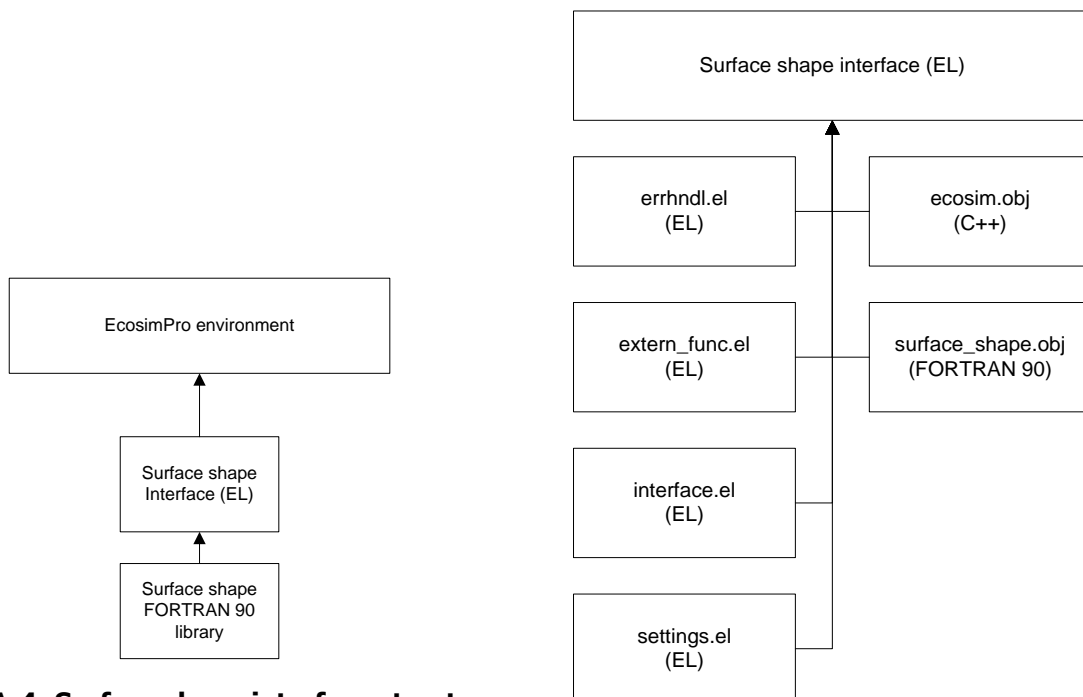 EcosimPro environment
Surface shape
Interface (EL)
Surface shape
FORTRAN 90
library
Surface shape interface (EL)
errhndl.el
(EL)
ecosim.obj
(C++)
extern_func.el
(EL)
surface_shape.obj
(FORTRAN 90)
interface.el
(EL)
settings.el
(EL)